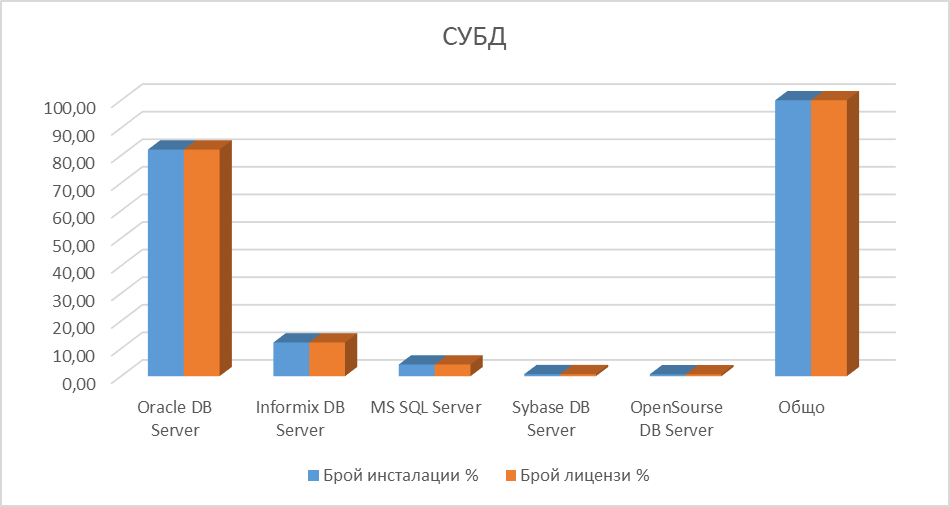 СУБД
100,00
90,00
80,00
70,00
60,00
50,00
40,00
30,00
20,00
10,00
0,00
Oracle DB
Server
Informix DB
Server
MS SQL Server
Sybase DB
Server
OpenSourse
DB Server
Общо
Брой инсталации %
Брой лицензи %